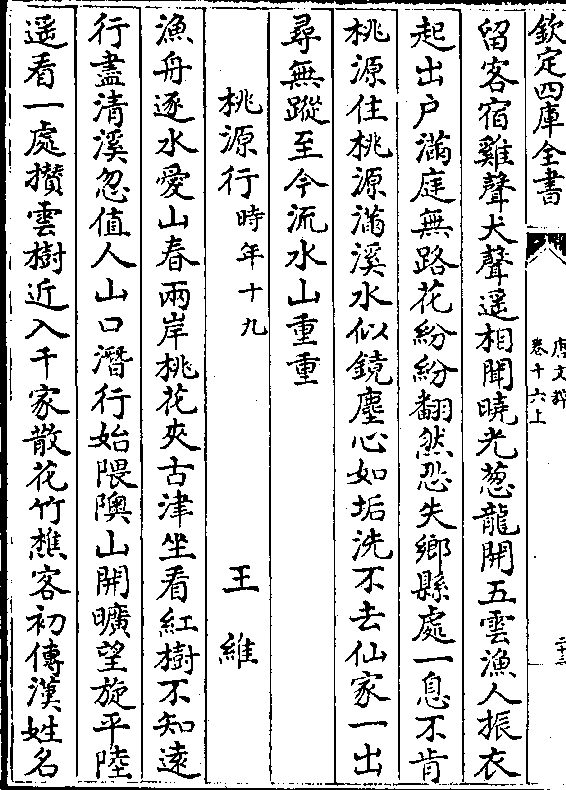 欽定四庫全書
唐文粹
卷十六上
留客宿雞聲犬聲遥相聞曉光葱龍開五雲漁人振衣
起出户滿庭無路花紛紛翻然恐失鄉縣處一息不肯
桃源住桃源滿溪水似鏡塵心如垢洗不去仙家一出
尋無蹤至今流水山重重
桃源行時年十九 王維
漁舟逐水愛山春兩岸桃花夾古津坐看紅樹不知逺
行盡清溪忽值人山口潛行始隈隩山開曠望旋平陸
遥看一處攅雲樹近入千家散花竹樵客初傳漢姓名